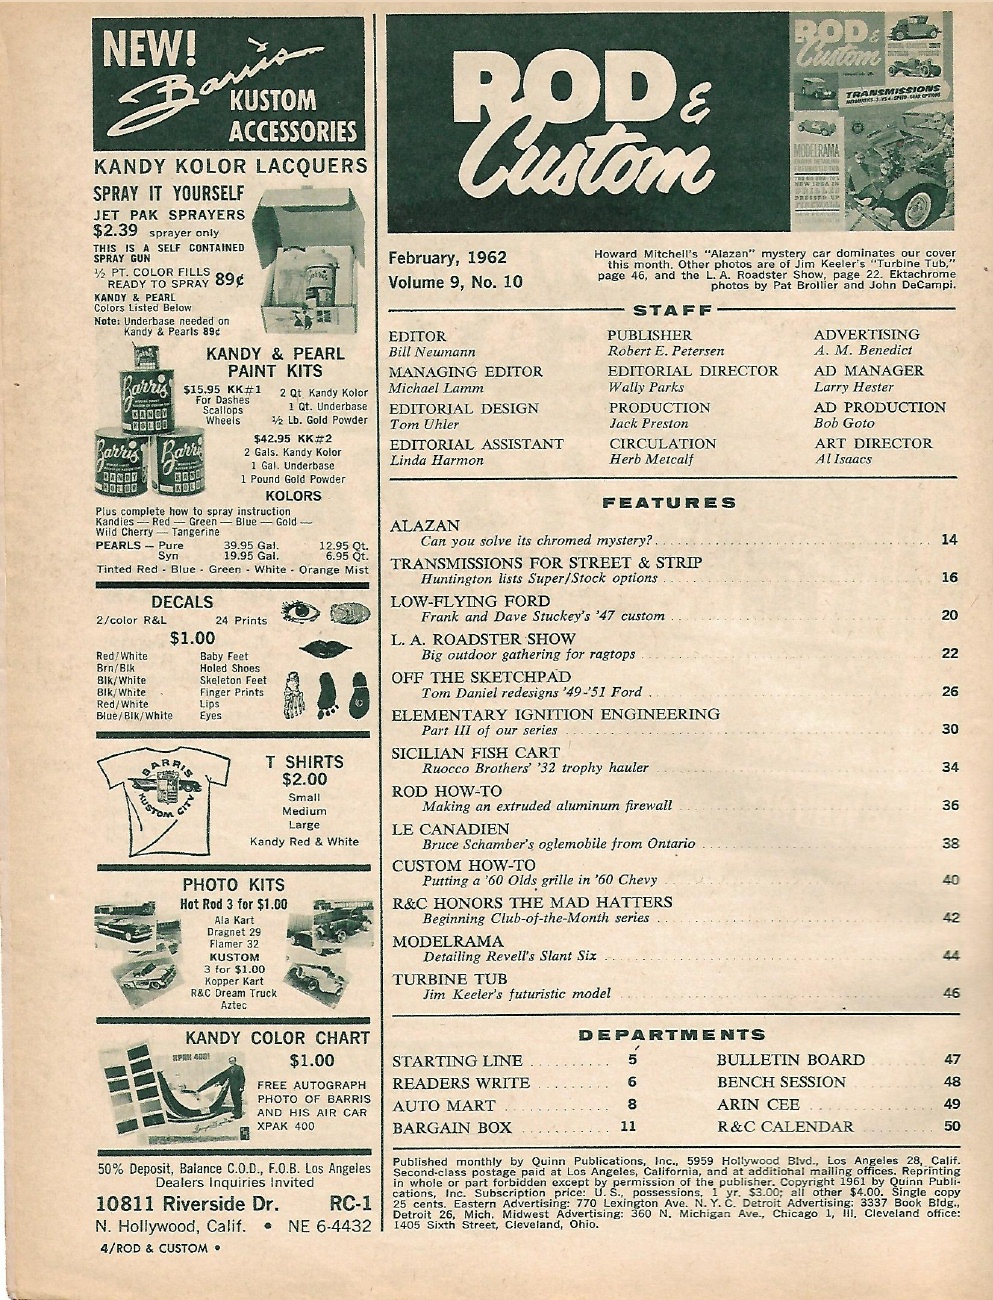 NEW!
Barris
KUSTOM
ACCESSORIES
KANDY KOLOR LACQUERS
SPRAY IT YOURSELF
JET PAK SPRAYERS
$2.39 sprayer only
THIS IS A SELF CONTAINED
SPRAY GUN
½ PT. COLOR FILLS
READY TO SPRAY 89¢
KANDY & PEARL
Colors Listed Below
Note: Underbase needed on
Kandy & Pearls 89¢
KANDY & PEARL
PAINT KITS
$15.95 KK#1
For Dashes
Scallops
Wheels
2 Qt. Kandy Kolor
1 Qt. Underbase
½ Lb. Gold Powder
$42.95 KK#2
2 Gals. Kandy Kolor
1 Gal. Underbase
1 Pound Gold Powder
KOLORS
Barris
KANDY
KOLOR
Barris
Barris
Plus complete how to spray instruction
Kandies — Red — Green — Blue — Gold —
Wild Cherry — Tangerine
PEARLS — Pure 39.95 Gal. 12.95 Qt.
Syn 19.95 Gal. 6.95 Qt.
Tinted Red - Blue - Green - White - Orange Mist
DECALS
2/color R&L 24 Prints
$1.00
Red/White Baby Feet
Brn/Blk Holed Shoes
Blk/White Skeleton Feet
Blk/White Finger Prints
Red/White Lips
Blue/Blk/White Eyes
BARRIS
KUSTOM CITY
T SHIRTS
$2.00
Small
Medium
Large
Kandy Red & White
PHOTO KITS
Hot Rod 3 for $1.00
Ala Kart
Dragnet 29
Flamer 32
KUSTOM
3 for $1.00
Kopper Kart
R&C Dream Truck
Aztec
KANDY COLOR CHART
$1.00
XPAK 400!
FREE AUTOGRAPH
PHOTO OF BARRIS
AND HIS AIR CAR
XPAK 400
50% Deposit, Balance C.O.D., F.O.B. Los Angeles
Dealers Inquiries Invited
10811 Riverside Dr. RC-1
N. Hollywood, Calif. • NE 6-4432
4/ROD & CUSTOM •
ROD &
Custom
ROD &
Custom
TRANSMISSIONS
MODELRAMA
February, 1962
Volume 9, No. 10
Howard Mitchell's "Alazan" mystery car dominates our cover
this month. Other photos are of Jim Keeler's "Turbine Tub,"
page 46, and the L. A. Roadster Show, page 22. Ektachrome
photos by Pat Brollier and John DeCampi.
STAFF
EDITOR
Bill Neumann
MANAGING EDITOR
Michael Lamm
EDITORIAL DESIGN
Tom Uhler
EDITORIAL ASSISTANT
Linda Harmon
PUBLISHER
Robert E. Petersen
EDITORIAL DIRECTOR
Wally Parks
PRODUCTION
Jack Preston
CIRCULATION
Herb Metcalf
ADVERTISING
A. M. Benedict
AD MANAGER
Larry Hester
AD PRODUCTION
Bob Goto
ART DIRECTOR
Al Isaacs
FEATURES
ALAZAN
Can you solve its chromed mystery? 14
TRANSMISSIONS FOR STREET & STRIP
Huntington lists Super/Stock options 16
LOW-FLYING FORD
Frank and Dave Stuckey's '47 custom 20
L. A. ROADSTER SHOW
Big outdoor gathering for ragtops 22
OFF THE SKETCHPAD
Tom Daniel redesigns '49-'51 Ford 26
ELEMENTARY IGNITION ENGINEERING
Part III of our series 30
SICILIAN FISH CART
Ruocco Brothers' '32 trophy hauler 34
ROD HOW-TO
Making an extruded aluminum firewall 36
LE CANADIEN
Bruce Schamber's oglemobile from Ontario 38
CUSTOM HOW-TO
Putting a '60 Olds grille in '60 Chevy 40
R&C HONORS THE MAD HATTERS
Beginning Club-of-the-Month series 42
MODELRAMA
Detailing Revell's Slant Six 44
TURBINE TUB
Jim Keeler's futuristic model 46
DEPARTMENTS
STARTING LINE 5
READERS WRITE 6
AUTO MART 8
BARGAIN BOX 11
BULLETIN BOARD 47
BENCH SESSION 48
ARIN CEE 49
R&C CALENDAR 50
Published monthly by Quinn Publications, Inc., 5959 Hollywood Blvd., Los Angeles 28, Calif.
Second-class postage paid at Los Angeles, California, and at additional mailing offices. Reprinting
in whole or part forbidden except by permission of the publisher. Copyright 1961 by Quinn Publi-
cations, Inc. Subscription price: U. S., possessions, 1 yr. $3.00; all other $4.00. Single copy
25 cents. Eastern Advertising: 770 Lexington Ave. N. Y. C. Detroit Advertising: 3337 Book Bldg.,
Detroit 26, Mich. Midwest Advertising: 360 N. Michigan Ave., Chicago 1, Ill. Cleveland office:
1405 Sixth Street, Cleveland, Ohio.